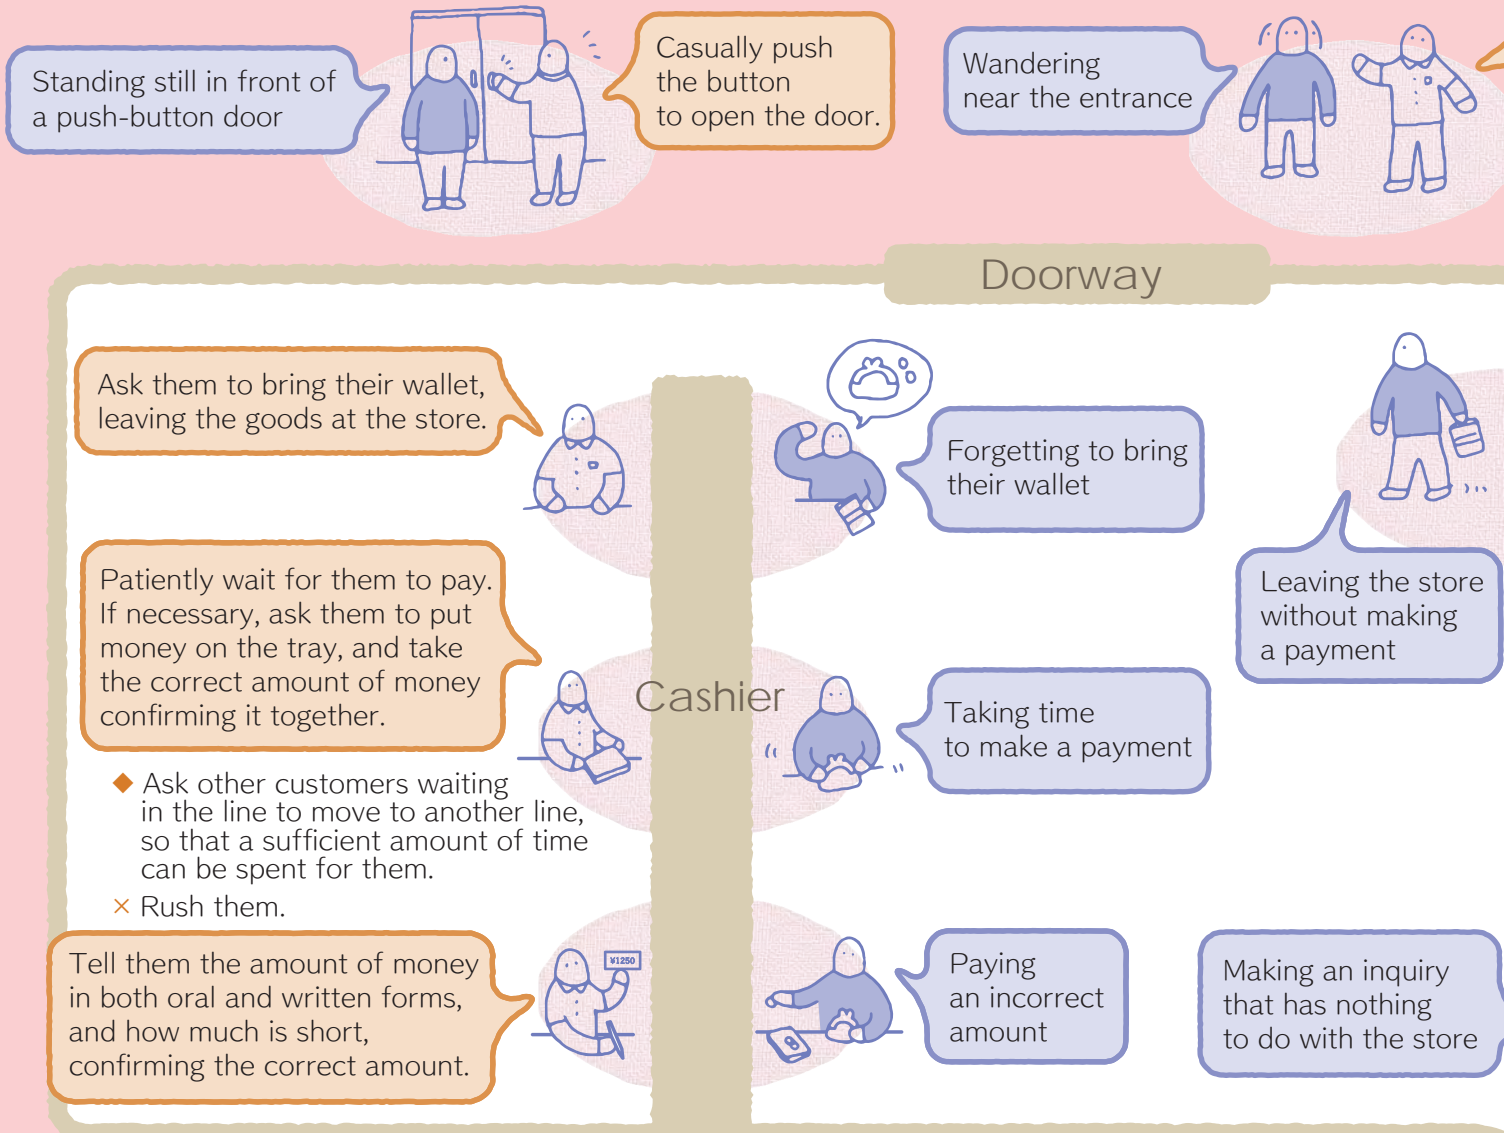 Standing still in front of
a push-button door
Casually push
the button
to open the door.
Wandering
near the entrance
Doorway
Ask them to bring their wallet,
leaving the goods at the store.
Forgetting to bring
their wallet
Leaving the store
without making
a payment
Patiently wait for them to pay.
If necessary, ask them to put
money on the tray, and take
the correct amount of money
confirming it together.
Cashier
Taking time
to make a payment
◆ Ask other customers waiting
in the line to move to another line,
so that a sufficient amount of time
can be spent for them.
× Rush them.
Tell them the amount of money
in both oral and written forms,
and how much is short,
confirming the correct amount.
¥1250
Paying
an incorrect
amount
Making an inquiry
that has nothing
to do with the store